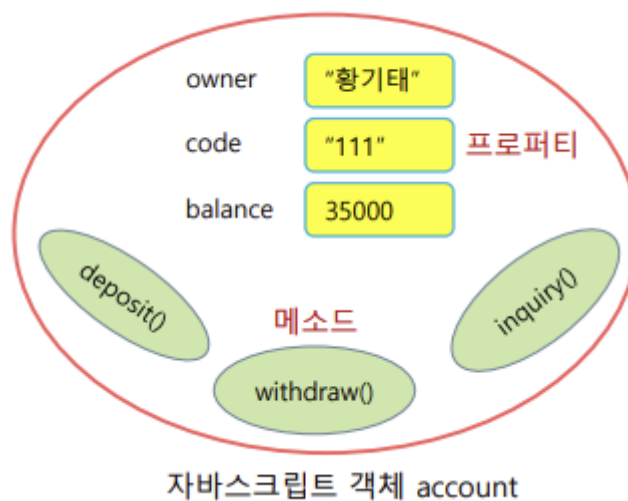 owner "황기태"
code "111" 프로퍼티
balance 35000
deposit()
메소드
inquiry()
withdraw()
자바스크립트 객체 account